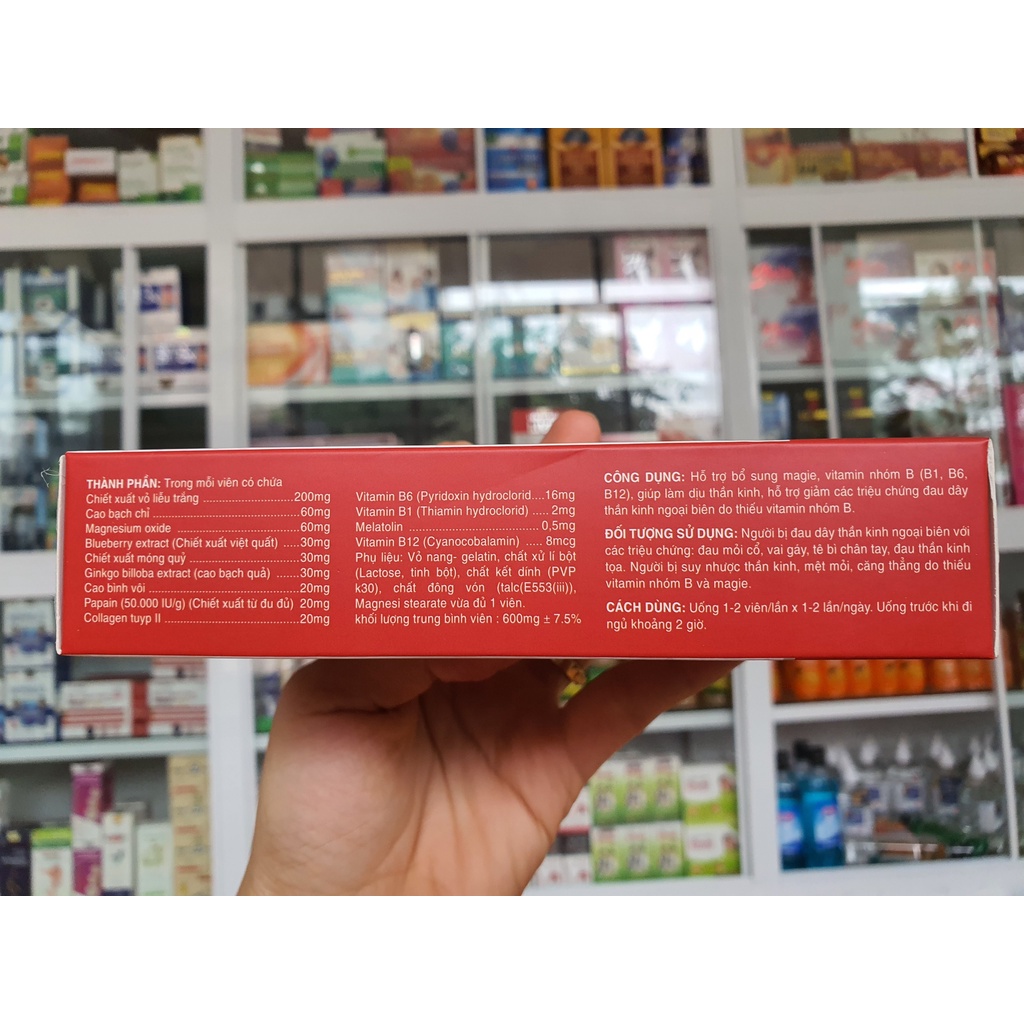 THÀNH PHẦN: Trong mỗi viên có chứa
Chiết xuất vỏ liễu trắng ........................200mg
Cao bạch chỉ ......................................60mg
Magnesium oxide ................................60mg
Blueberry extract (Chiết xuất việt quất) .....30mg
Chiết xuất móng quỷ ............................30mg
Ginkgo billoba extract (cao bạch quả) .......30mg
Cao bình vôi .......................................20mg
Papain (50.000 IU/g) (Chiết xuất từ đu đủ) 20mg
Collagen tuyp II ...................................20mg
Vitamin B6 (Pyridoxin hydroclorid....16mg
Vitamin B1 (Thiamin hydroclorid) ..... 2mg
Melatolin ..................................... 0,5mg
Vitamin B12 (Cyanocobalamin) ..... 8mcg
Phụ liệu: Vỏ nang- gelatin, chất xử lí bột
(Lactose, tinh bột), chất kết dính (PVP
k30), chất đông vón (talc(E553(iii)),
Magnesi stearate vừa đủ 1 viên.
khối lượng trung bình viên : 600mg ± 7.5%
CÔNG DỤNG: Hỗ trợ bổ sung magie, vitamin nhóm B (B1, B6,
B12), giúp làm dịu thần kinh, hỗ trợ giảm các triệu chứng đau dây
thần kinh ngoại biên do thiếu vitamin nhóm B.
ĐỐI TƯỢNG SỬ DỤNG: Người bị đau dây thần kinh ngoại biên với
các triệu chứng: đau mỏi cổ, vai gáy, tê bì chân tay, đau thần kinh
tọa. Người bị suy nhược thần kinh, mệt mỏi, căng thẳng do thiếu
vitamin nhóm B và magie.
CÁCH DÙNG: Uống 1-2 viên/lần x 1-2 lần/ngày. Uống trước khi đi
ngủ khoảng 2 giờ.